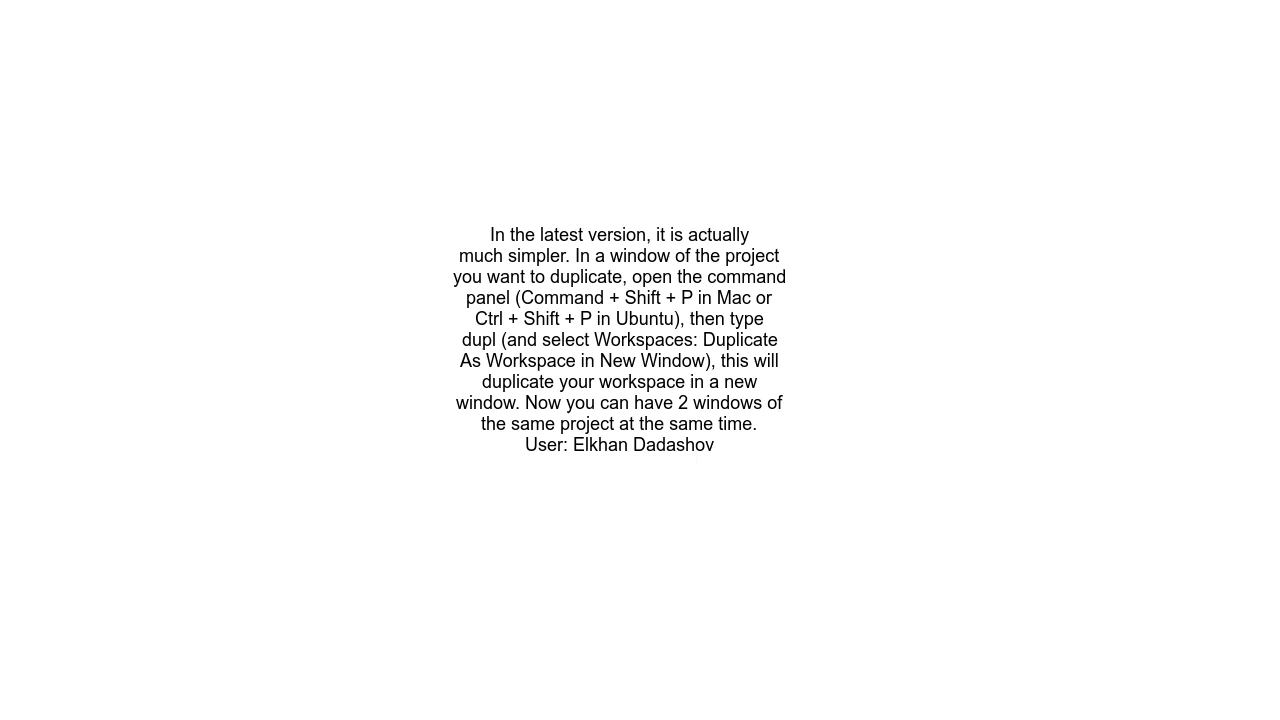 In the latest version, it is actually
much simpler. In a window of the project
you want to duplicate, open the command
panel (Command + Shift + P in Mac or
Ctrl + Shift + P in Ubuntu), then type
dupl (and select Workspaces: Duplicate
As Workspace in New Window), this will
duplicate your workspace in a new
window. Now you can have 2 windows of
the same project at the same time.
User: Elkhan Dadashov